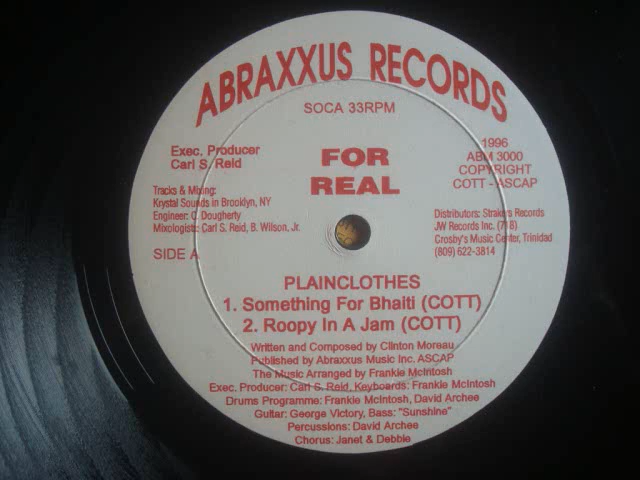 ABRAXXUS RECORDS
SOCA 33RPM
Exec. Producer
Carl S. Reid
FOR
REAL
1996
ABM 3000
COPYRIGHT
COTT - ASCAP
Tracks & Mixing:
Krystal Sounds in Brooklyn, NY
Engineer: C. Dougherty
Mixologists: Carl S. Reid, B. Wilson, Jr.
Distributors: Strakers Records
JW Records Inc. (718)
Crosby's Music Center, Trinidad
(809) 622-3814
SIDE A
PLAINCLOTHES
1. Something For Bhaiti (COTT)
2. Roopy In A Jam (COTT)
Written and Composed by Clinton Moreau
Published by Abraxxus Music Inc. ASCAP
The Music Arranged by Frankie McIntosh
Exec. Producer: Carl S. Reid, Keyboards: Frankie McIntosh
Drums Programme: Frankie McIntosh, David Archee
Guitar: George Victory, Bass: "Sunshine"
Percussions: David Archee
Chorus: Janet & Debbie